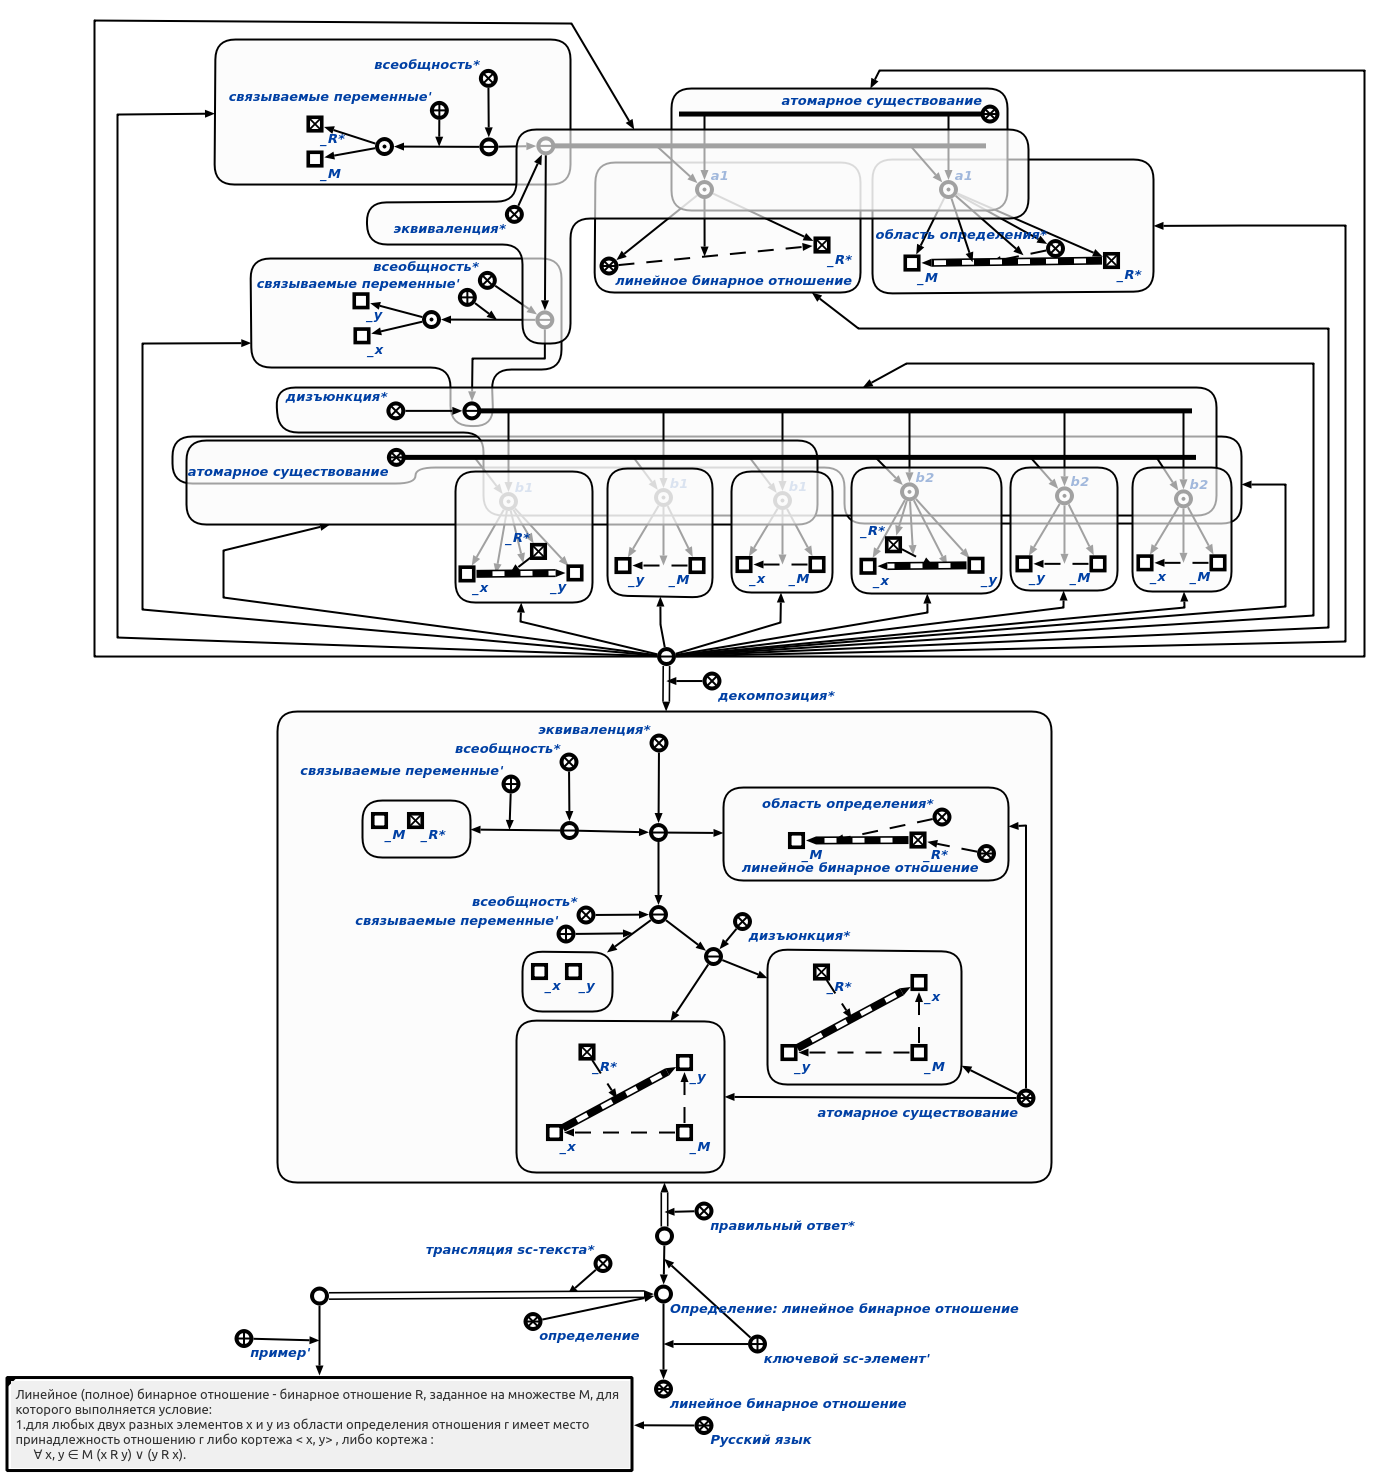 всеобщность*
связываемые переменные'
_R*
_M
атомарное существование
a1
a1
эквиваленция*
область определения*
_R*
_M
_R*
линейное бинарное отношение
всеобщность*
связываемые переменные'
_y
_x
дизъюнкция*
атомарное существование
b1
b1
b1
b2
b2
b2
_R*
_R*
_x
_y
_y
_M
_x
_M
_x
_y
_y
_M
_x
_M
декомпозиция*
эквиваленция*
всеобщность*
связываемые переменные'
_M
_R*
область определения*
_M
_R*
линейное бинарное отношение
всеобщность*
связываемые переменные'
дизъюнкция*
_x
_y
_R*
_x
_y
_M
_R*
_y
_x
_M
атомарное существование
правильный ответ*
трансляция sc-текста*
Определение: линейное бинарное отношение
определение
пример'
ключевой sc-элемент'
линейное бинарное отношение
Русский язык
Линейное (полное) бинарное отношение - бинарное отношение R, заданное на множестве M, для
которого выполняется условие:
1.для любых двух разных элементов x и y из области определения отношения r имеет место
принадлежность отношению r либо кортежа < x, y> , либо кортежа :
∀ x, y ∈ M (x R y) ∨ (y R x).